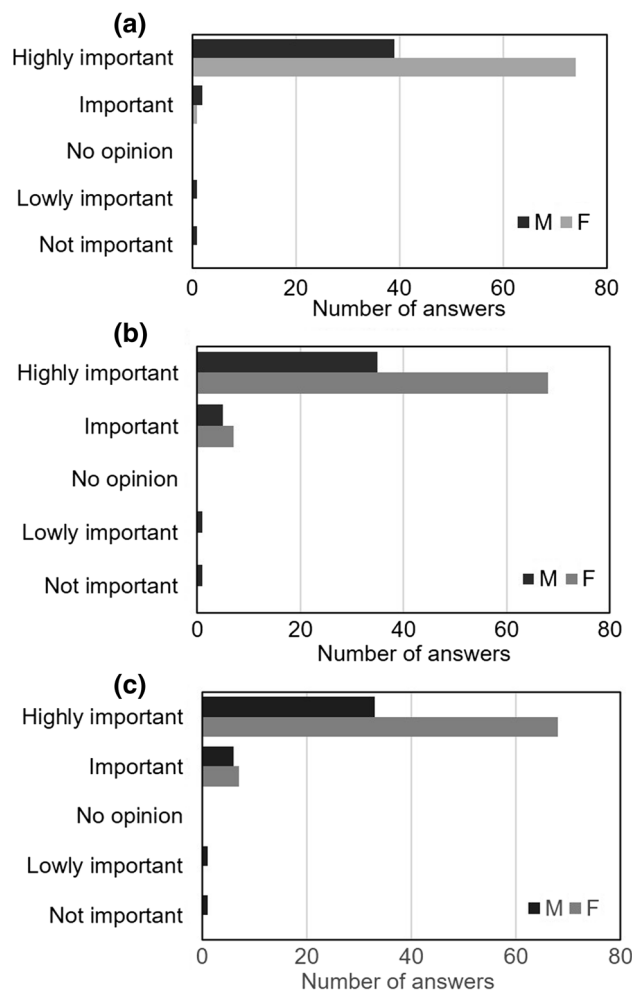 (a)
Highly important
Important
No opinion
Lowly important
Not important
M F
0 20 40 60 80
Number of answers
(b)
Highly important
Important
No opinion
Lowly important
Not important
M F
0 20 40 60 80
Number of answers
(c)
Highly important
Important
No opinion
Lowly important
Not important
M F
0 20 40 60 80
Number of answers